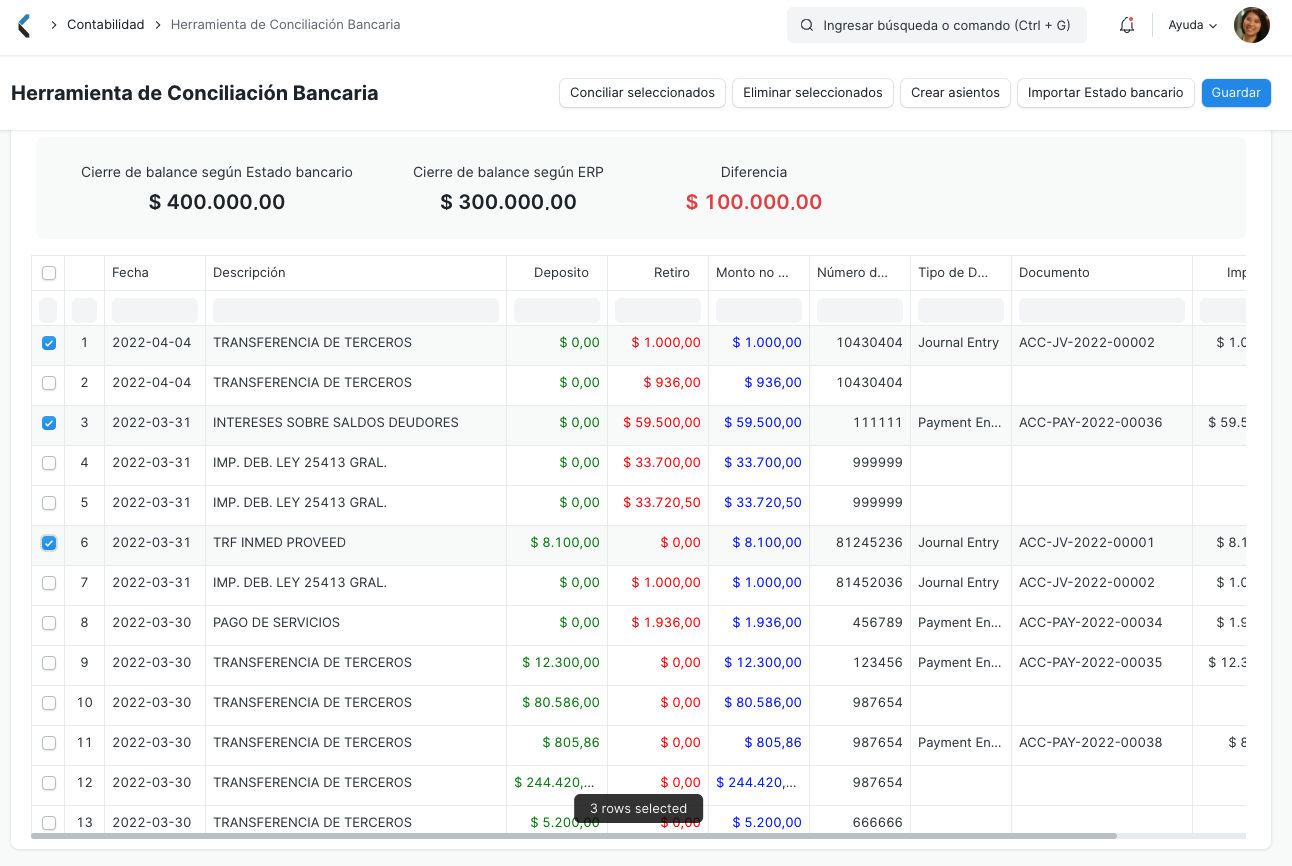 Contabilidad Herramienta de Conciliación Bancaria Ingresar búsqueda o comando (Ctrl + G) Ayuda
Herramienta de Conciliación Bancaria Conciliar seleccionados Eliminar seleccionados Crear asientos Importar Estado bancario Guardar
Cierre de balance según Estado bancario Cierre de balance según ERP Diferencia
$ 400.000,00 $ 300.000,00 $ 100.000,00
Fecha Descripción Deposito Retiro Monto no ... Número d... Tipo de D... Documento Imp
1 2022-04-04 TRANSFERENCIA DE TERCEROS $ 0,00 $ 1.000,00 $ 1.000,00 10430404 Journal Entry ACC-JV-2022-00002 $ 1.0
2 2022-04-04 TRANSFERENCIA DE TERCEROS $ 0,00 $ 936,00 $ 936,00 10430404
3 2022-03-31 INTERESES SOBRE SALDOS DEUDORES $ 0,00 $ 59.500,00 $ 59.500,00 111111 Payment En... ACC-PAY-2022-00036 $ 59.5
4 2022-03-31 IMP. DEB. LEY 25413 GRAL. $ 0,00 $ 33.700,00 $ 33.700,00 999999
5 2022-03-31 IMP. DEB. LEY 25413 GRAL. $ 0,00 $ 33.720,50 $ 33.720,50 999999
6 2022-03-31 TRF INMED PROVEED $ 8.100,00 $ 0,00 $ 8.100,00 81245236 Journal Entry ACC-JV-2022-00001 $ 8.1
7 2022-03-31 IMP. DEB. LEY 25413 GRAL. $ 0,00 $ 1.000,00 $ 1.000,00 81452036 Journal Entry ACC-JV-2022-00002 $ 1.0
8 2022-03-30 PAGO DE SERVICIOS $ 0,00 $ 1.936,00 $ 1.936,00 456789 Payment En... ACC-PAY-2022-00034 $ 1.9
9 2022-03-30 TRANSFERENCIA DE TERCEROS $ 12.300,00 $ 0,00 $ 12.300,00 123456 Payment En... ACC-PAY-2022-00035 $ 12.3
10 2022-03-30 TRANSFERENCIA DE TERCEROS $ 80.586,00 $ 0,00 $ 80.586,00 987654
11 2022-03-30 TRANSFERENCIA DE TERCEROS $ 805,86 $ 0,00 $ 805,86 987654 Payment En... ACC-PAY-2022-00038 $ 8
12 2022-03-30 TRANSFERENCIA DE TERCEROS $ 244.420,... $ 0,00 $ 244.420,... 987654
3 rows selected
13 2022-03-30 TRANSFERENCIA DE TERCEROS $ 5.200,00 $ 0,00 $ 5.200,00 666666